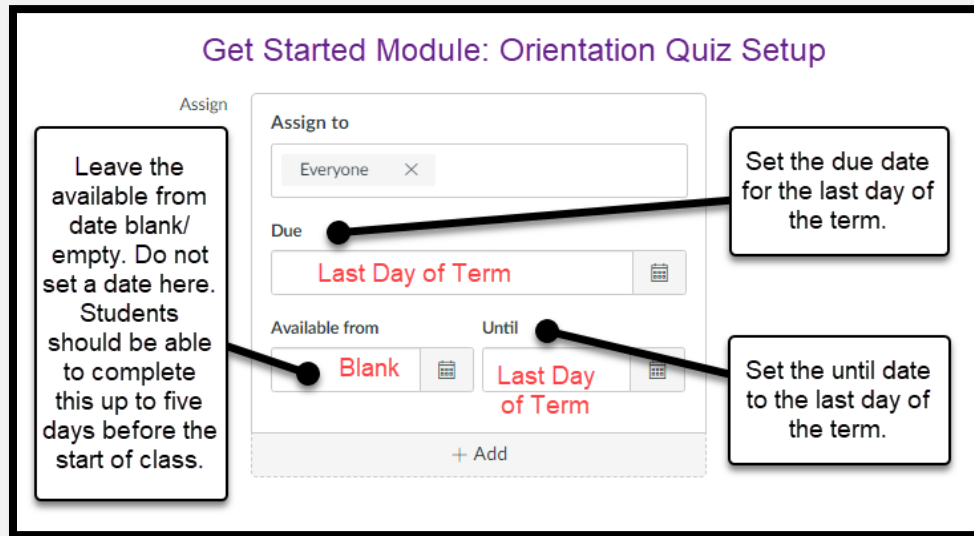 Get Started Module: Orientation Quiz Setup
Assign
Leave the
available from
date blank/
empty. Do not
set a date here.
Students
should be able
to complete
this up to five
days before the
start of class.
Assign to
Everyone ×
Due
Last Day of Term
Available from
Until
Blank
Last Day
of Term
+ Add
Set the due date
for the last day of
the term.
Set the until date
to the last day of
the term.